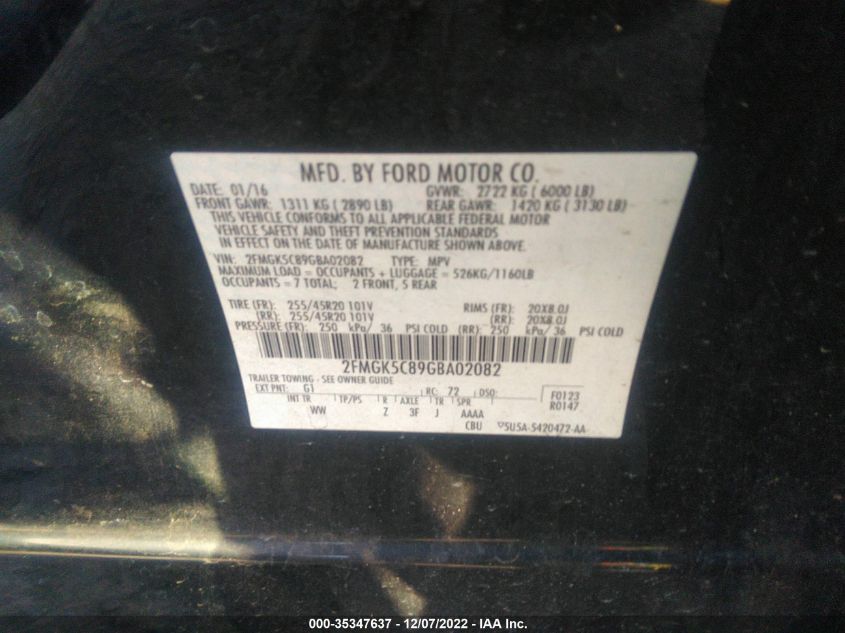 MFD. BY FORD MOTOR CO.
DATE: 01/16 GVWR: 2722 KG ( 6000 LB)
FRONT GAWR: 1311 KG ( 2890 LB) REAR GAWR: 1420 KG ( 3130 LB)
THIS VEHICLE CONFORMS TO ALL APPLICABLE FEDERAL MOTOR
VEHICLE SAFETY AND THEFT PREVENTION STANDARDS
IN EFFECT ON THE DATE OF MANUFACTURE SHOWN ABOVE.
VIN: 2FMGK5C89GBA02082 TYPE: MPV
MAXIMUM LOAD = OCCUPANTS + LUGGAGE = 526KG/1160LB
OCCUPANTS = 7 TOTAL; 2 FRONT, 5 REAR
TIRE (FR): 255/45R20 101V RIMS (FR): 20X8.0J
(RR): 255/45R20 101V (RR): 20X8.0J
PRESSURE (FR): 250 kPa/ 36 PSI COLD (RR): 250 kPa/ 36 PSI COLD
2FMGK5C89GBA02082
TRAILER TOWING - SEE OWNER GUIDE
EXT PNT: G1 RC: 72 DSO: F0123
INT TR TP/PS R AXLE TR SPR R0147
WW Z 3F J AAAA
CBU 5U5A-5420472-AA
000-35347637 - 12/07/2022 - IAA Inc.